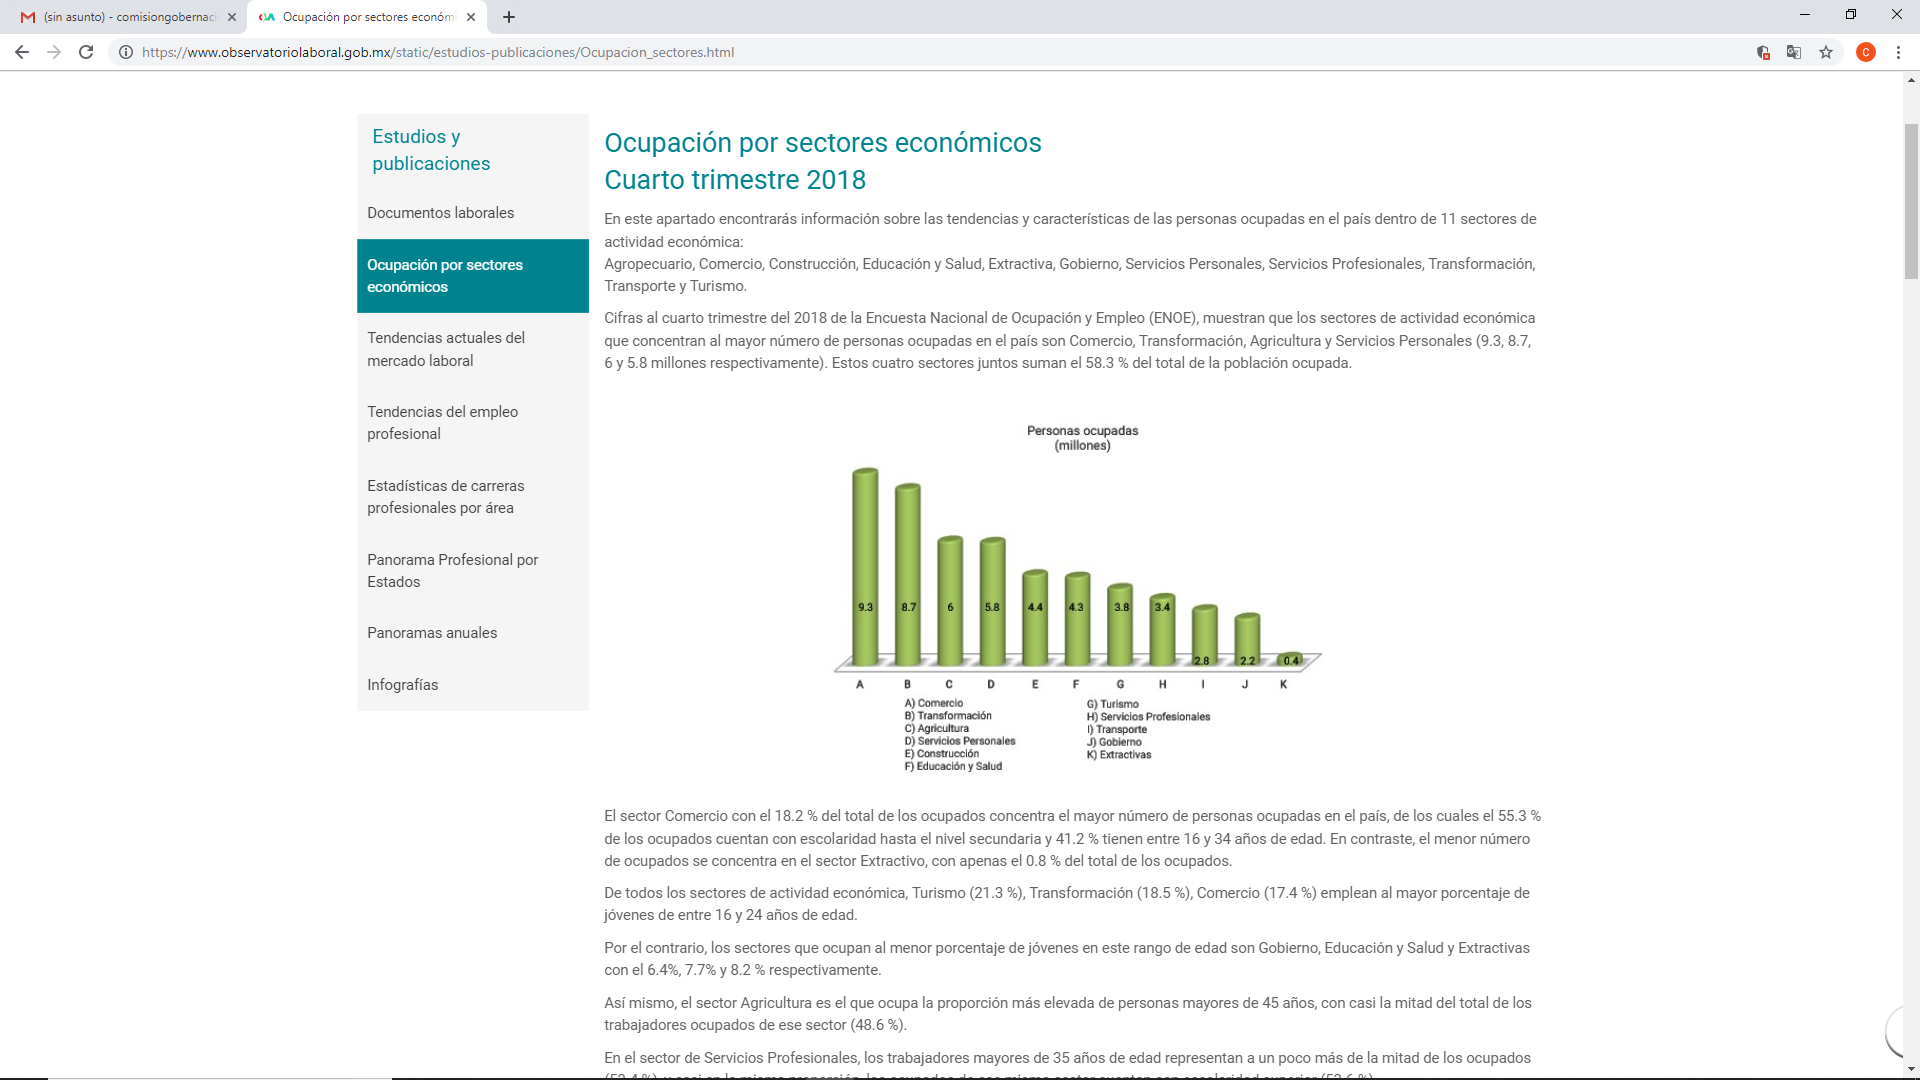 (sin asunto) - comisiongobernaci
Ocupación por sectores económi
https://www.observatoriolaboral.gob.mx/static/estudios-publicaciones/Ocupacion_sectores.html
C
Estudios y
publicaciones
Documentos laborales
Ocupación por sectores
económicos
Tendencias actuales del
mercado laboral
Tendencias del empleo
profesional
Estadísticas de carreras
profesionales por área
Panorama Profesional por
Estados
Panoramas anuales
Infografías
Ocupación por sectores económicos
Cuarto trimestre 2018
En este apartado encontrarás información sobre las tendencias y características de las personas ocupadas en el país dentro de 11 sectores de
actividad económica:
Agropecuario, Comercio, Construcción, Educación y Salud, Extractiva, Gobierno, Servicios Personales, Servicios Profesionales, Transformación,
Transporte y Turismo.
Cifras al cuarto trimestre del 2018 de la Encuesta Nacional de Ocupación y Empleo (ENOE), muestran que los sectores de actividad económica
que concentran al mayor número de personas ocupadas en el país son Comercio, Transformación, Agricultura y Servicios Personales (9.3, 8.7,
6 y 5.8 millones respectivamente). Estos cuatro sectores juntos suman el 58.3 % del total de la población ocupada.
Personas ocupadas
(millones)
9.3 8.7 6 5.8 4.4 4.3 3.8 3.4 2.8 2.2 0.4
A B C D E F G H I J K
A) Comercio
B) Transformación
C) Agricultura
D) Servicios Personales
E) Construcción
F) Educación y Salud
G) Turismo
H) Servicios Profesionales
I) Transporte
J) Gobierno
K) Extractivas
El sector Comercio con el 18.2 % del total de los ocupados concentra el mayor número de personas ocupadas en el país, de los cuales el 55.3 %
de los ocupados cuentan con escolaridad hasta el nivel secundaria y 41.2 % tienen entre 16 y 34 años de edad. En contraste, el menor número
de ocupados se concentra en el sector Extractivo, con apenas el 0.8 % del total de los ocupados.
De todos los sectores de actividad económica, Turismo (21.3 %), Transformación (18.5 %), Comercio (17.4 %) emplean al mayor porcentaje de
jóvenes de entre 16 y 24 años de edad.
Por el contrario, los sectores que ocupan al menor porcentaje de jóvenes en este rango de edad son Gobierno, Educación y Salud y Extractivas
con el 6.4%, 7.7% y 8.2 % respectivamente.
Así mismo, el sector Agricultura es el que ocupa la proporción más elevada de personas mayores de 45 años, con casi la mitad del total de los
trabajadores ocupados de ese sector (48.6 %).
En el sector de Servicios Profesionales, los trabajadores mayores de 35 años de edad representan a un poco más de la mitad de los ocupados